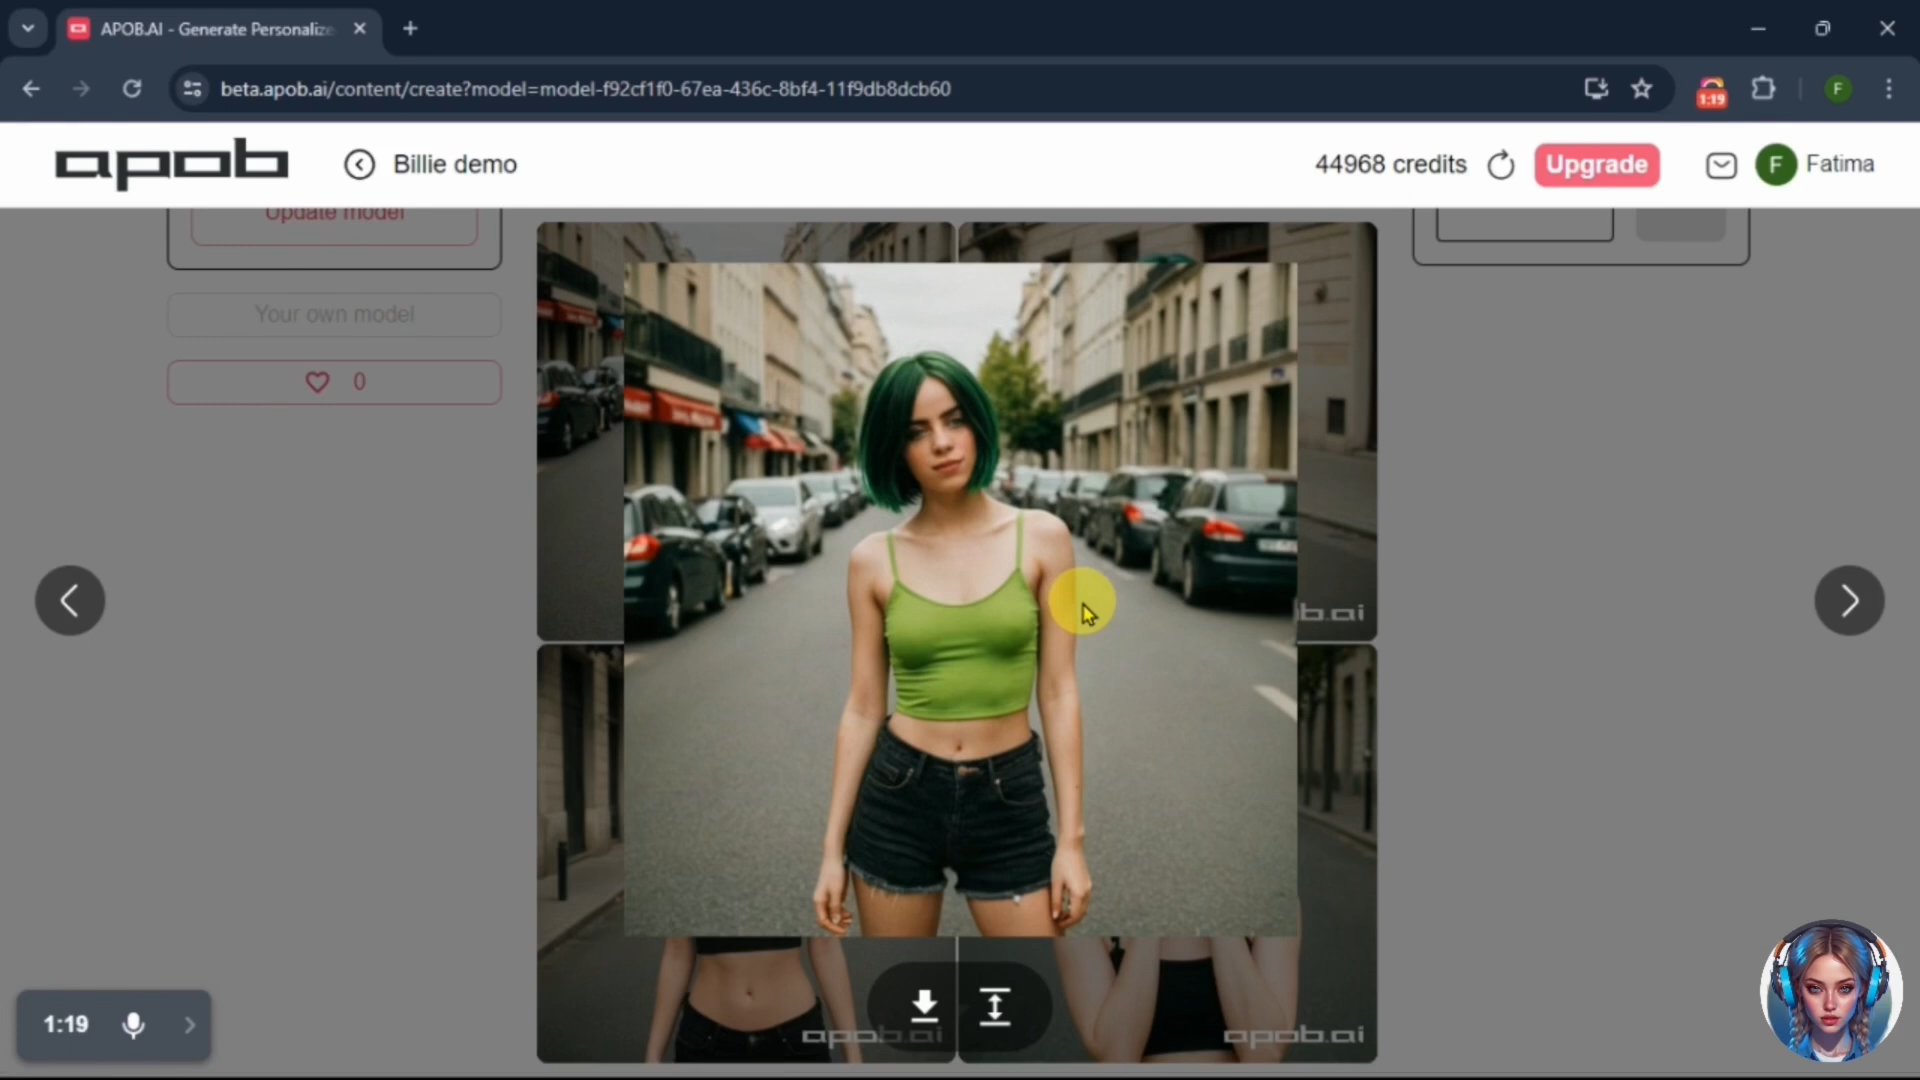 APOB.AI - Generate Personalize
beta.apob.ai/content/create?model=model-f92cf1f0-67ea-436c-8bf4-11f9db8dcb60
1:19
F
apob
Billie demo
44968 credits
Upgrade
F
Fatima
Update model
Your own model
0
b.ai
apob.ai
apob.ai
1:19